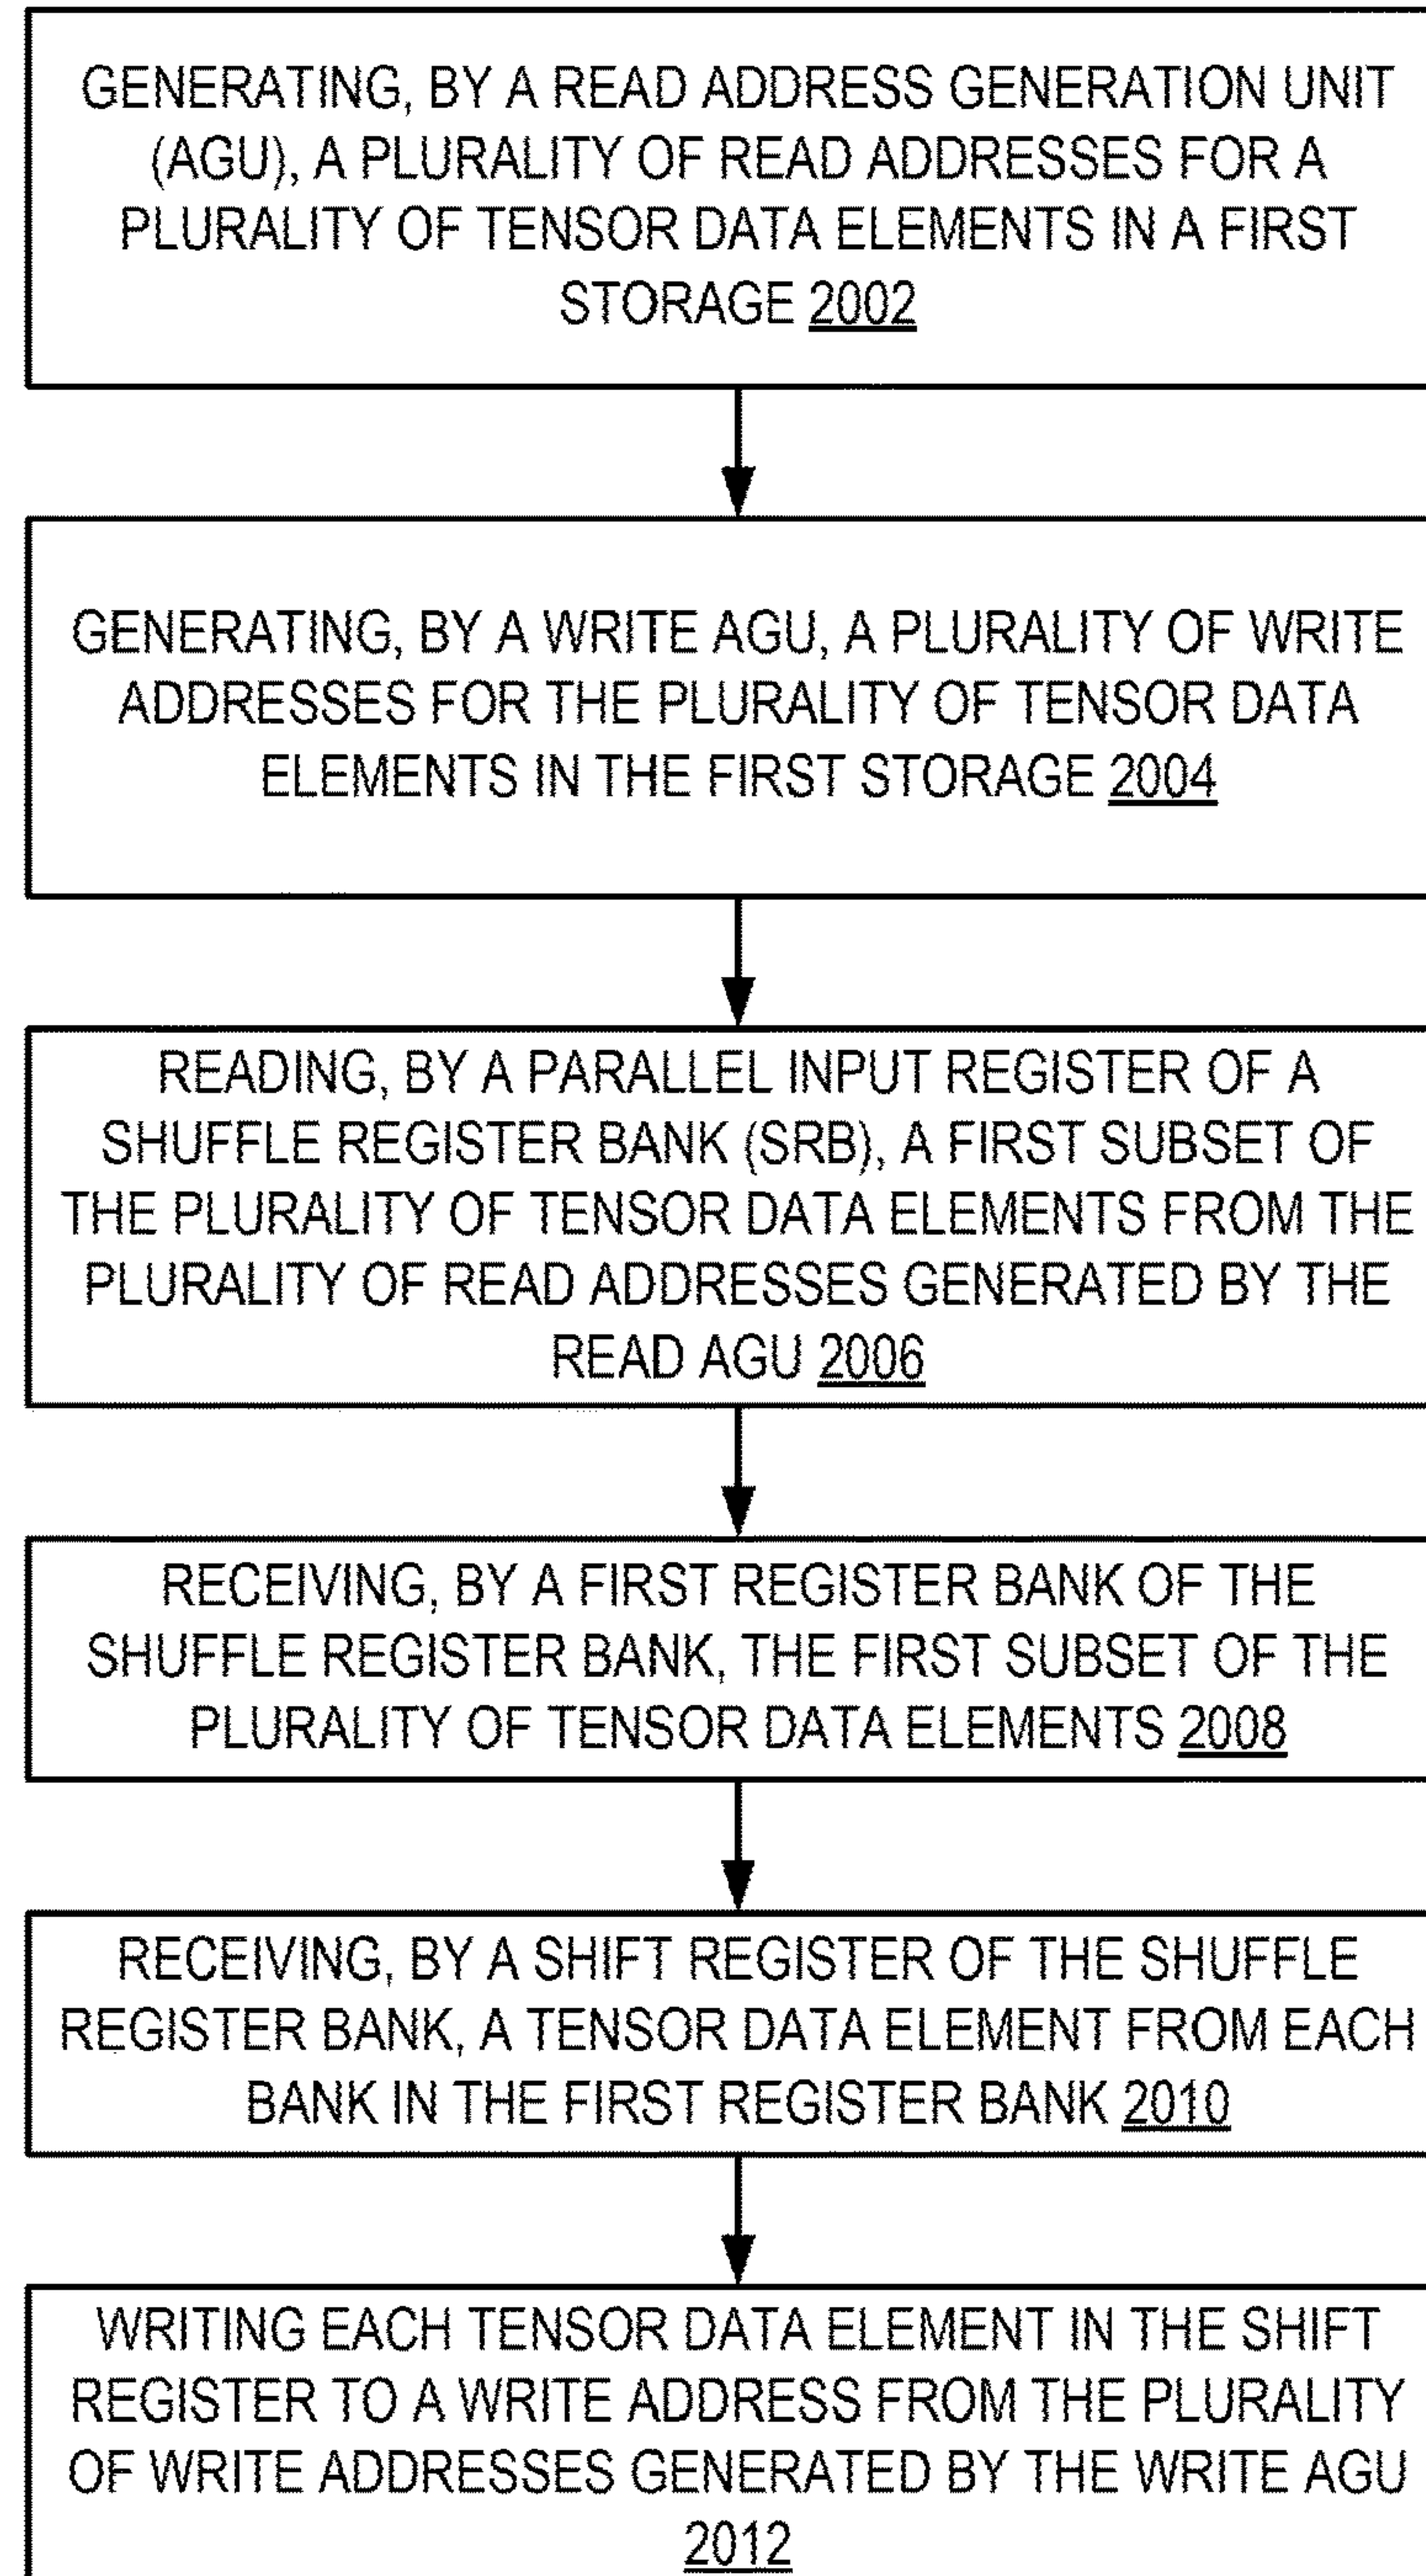 GENERATING, BY A READ ADDRESS GENERATION UNIT
(AGU), A PLURALITY OF READ ADDRESSES FOR A
PLURALITY OF TENSOR DATA ELEMENTS IN A FIRST
STORAGE 2002
GENERATING, BY A WRITE AGU, A PLURALITY OF WRITE
ADDRESSES FOR THE PLURALITY OF TENSOR DATA
ELEMENTS IN THE FIRST STORAGE 2004
READING, BY A PARALLEL INPUT REGISTER OF A
SHUFFLE REGISTER BANK (SRB), A FIRST SUBSET OF
THE PLURALITY OF TENSOR DATA ELEMENTS FROM THE
PLURALITY OF READ ADDRESSES GENERATED BY THE
READ AGU 2006
RECEIVING, BY A FIRST REGISTER BANK OF THE
SHUFFLE REGISTER BANK, THE FIRST SUBSET OF THE
PLURALITY OF TENSOR DATA ELEMENTS 2008
RECEIVING, BY A SHIFT REGISTER OF THE SHUFFLE
REGISTER BANK, A TENSOR DATA ELEMENT FROM EACH
BANK IN THE FIRST REGISTER BANK 2010
WRITING EACH TENSOR DATA ELEMENT IN THE SHIFT
REGISTER TO A WRITE ADDRESS FROM THE PLURALITY
OF WRITE ADDRESSES GENERATED BY THE WRITE AGU
2012